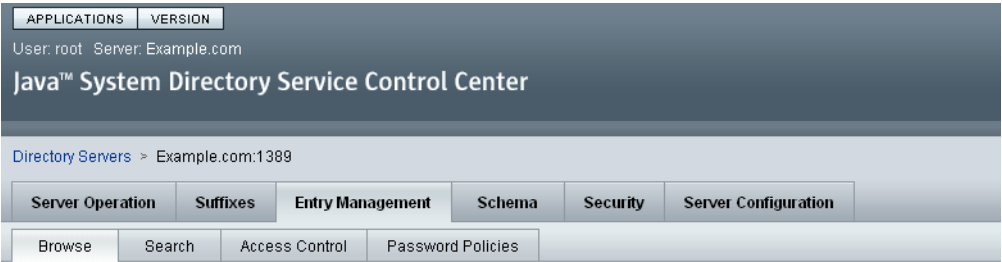 APPLICATIONS VERSION
User: root Server: Example.com
Java™ System Directory Service Control Center
Directory Servers > Example.com:1389
Server Operation Suffixes Entry Management Schema Security Server Configuration
Browse Search Access Control Password Policies